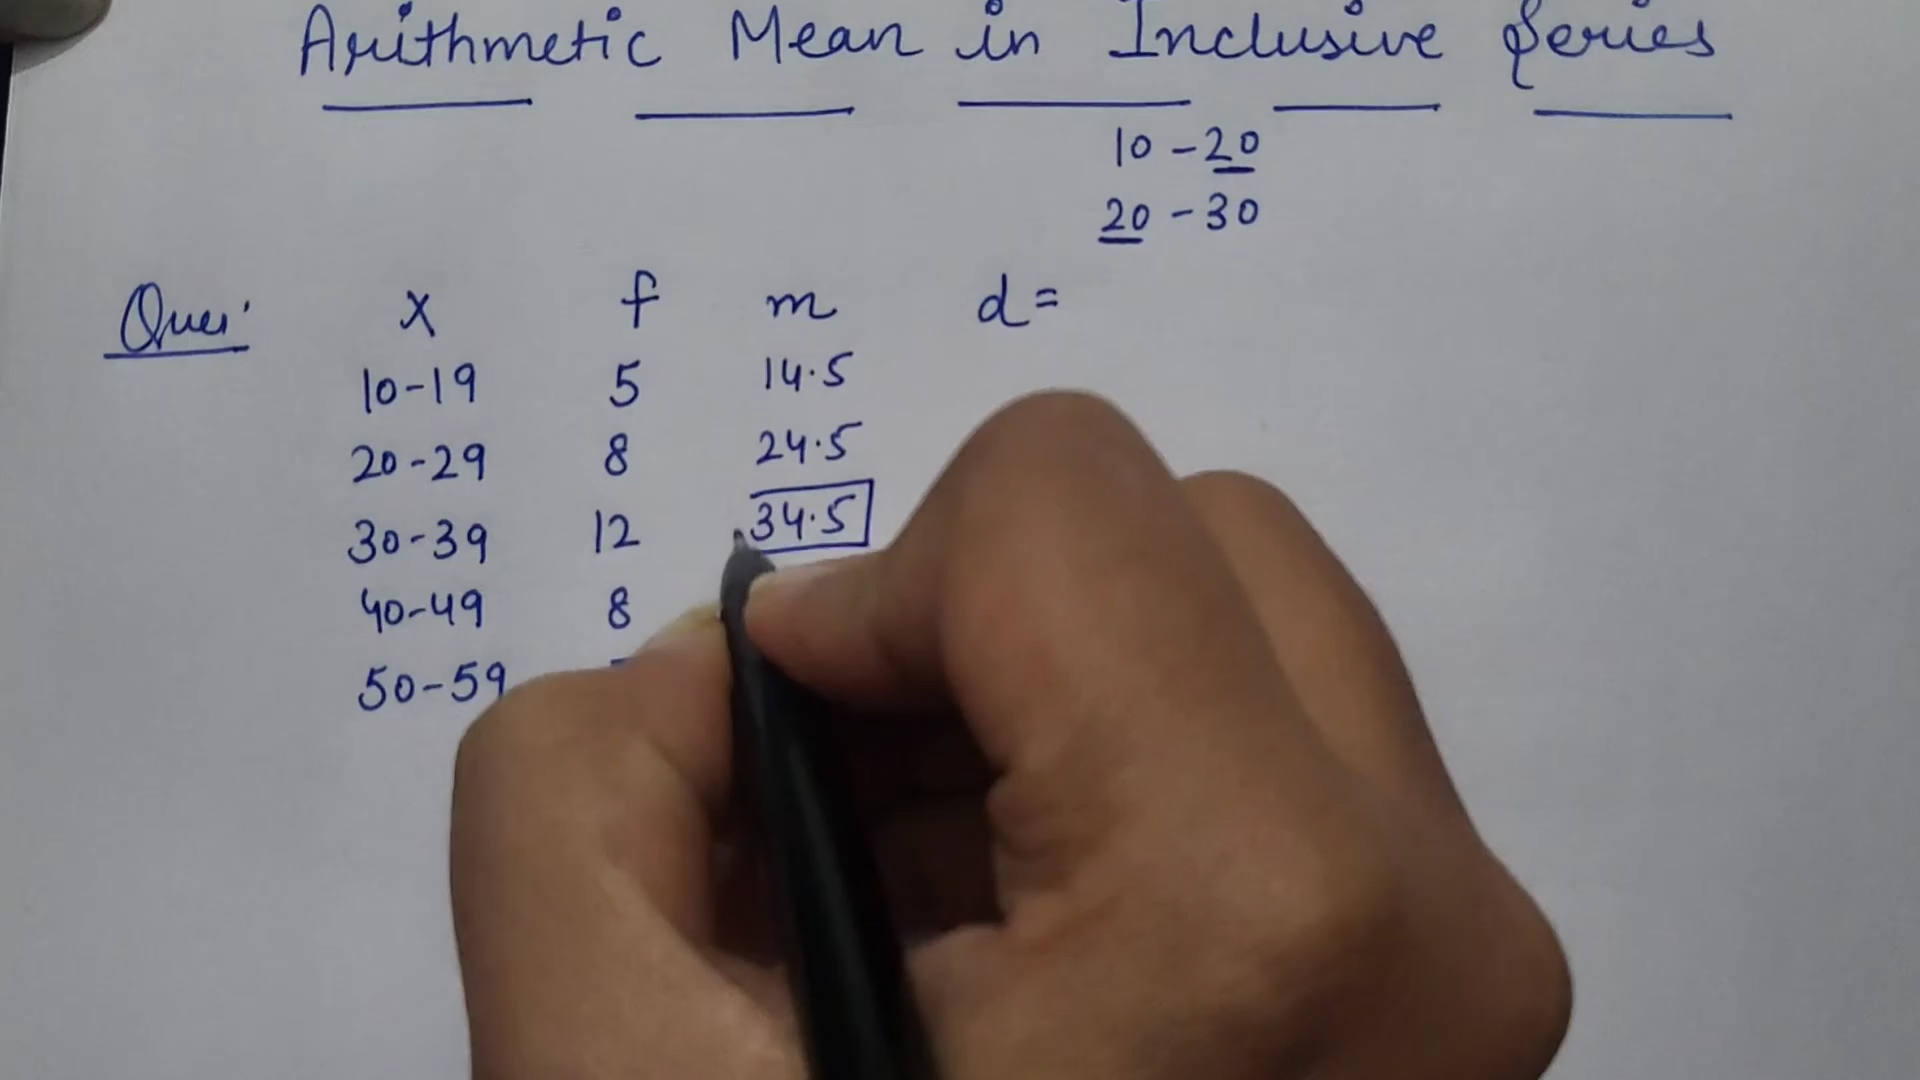 Arithmetic Mean in Inclusive Series
10 - 20
20 - 30
Ques' x f m d =
10-19 5 14.5
20-29 8 24.5
30-39 12 34.5
40-49 8
50-59